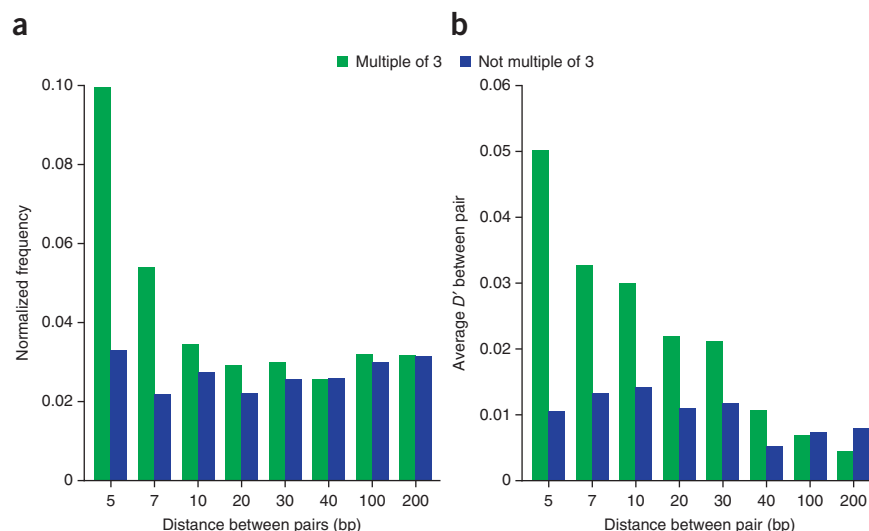 a
b
Multiple of 3 Not multiple of 3
Normalized frequency
0.10
0.08
0.06
0.04
0.02
0
5 7 10 20 30 40 100 200
Distance between pairs (bp)
Average D′ between pair
0.06
0.05
0.04
0.03
0.02
0.01
0
5 7 10 20 30 40 100 200
Distance between pair (bp)